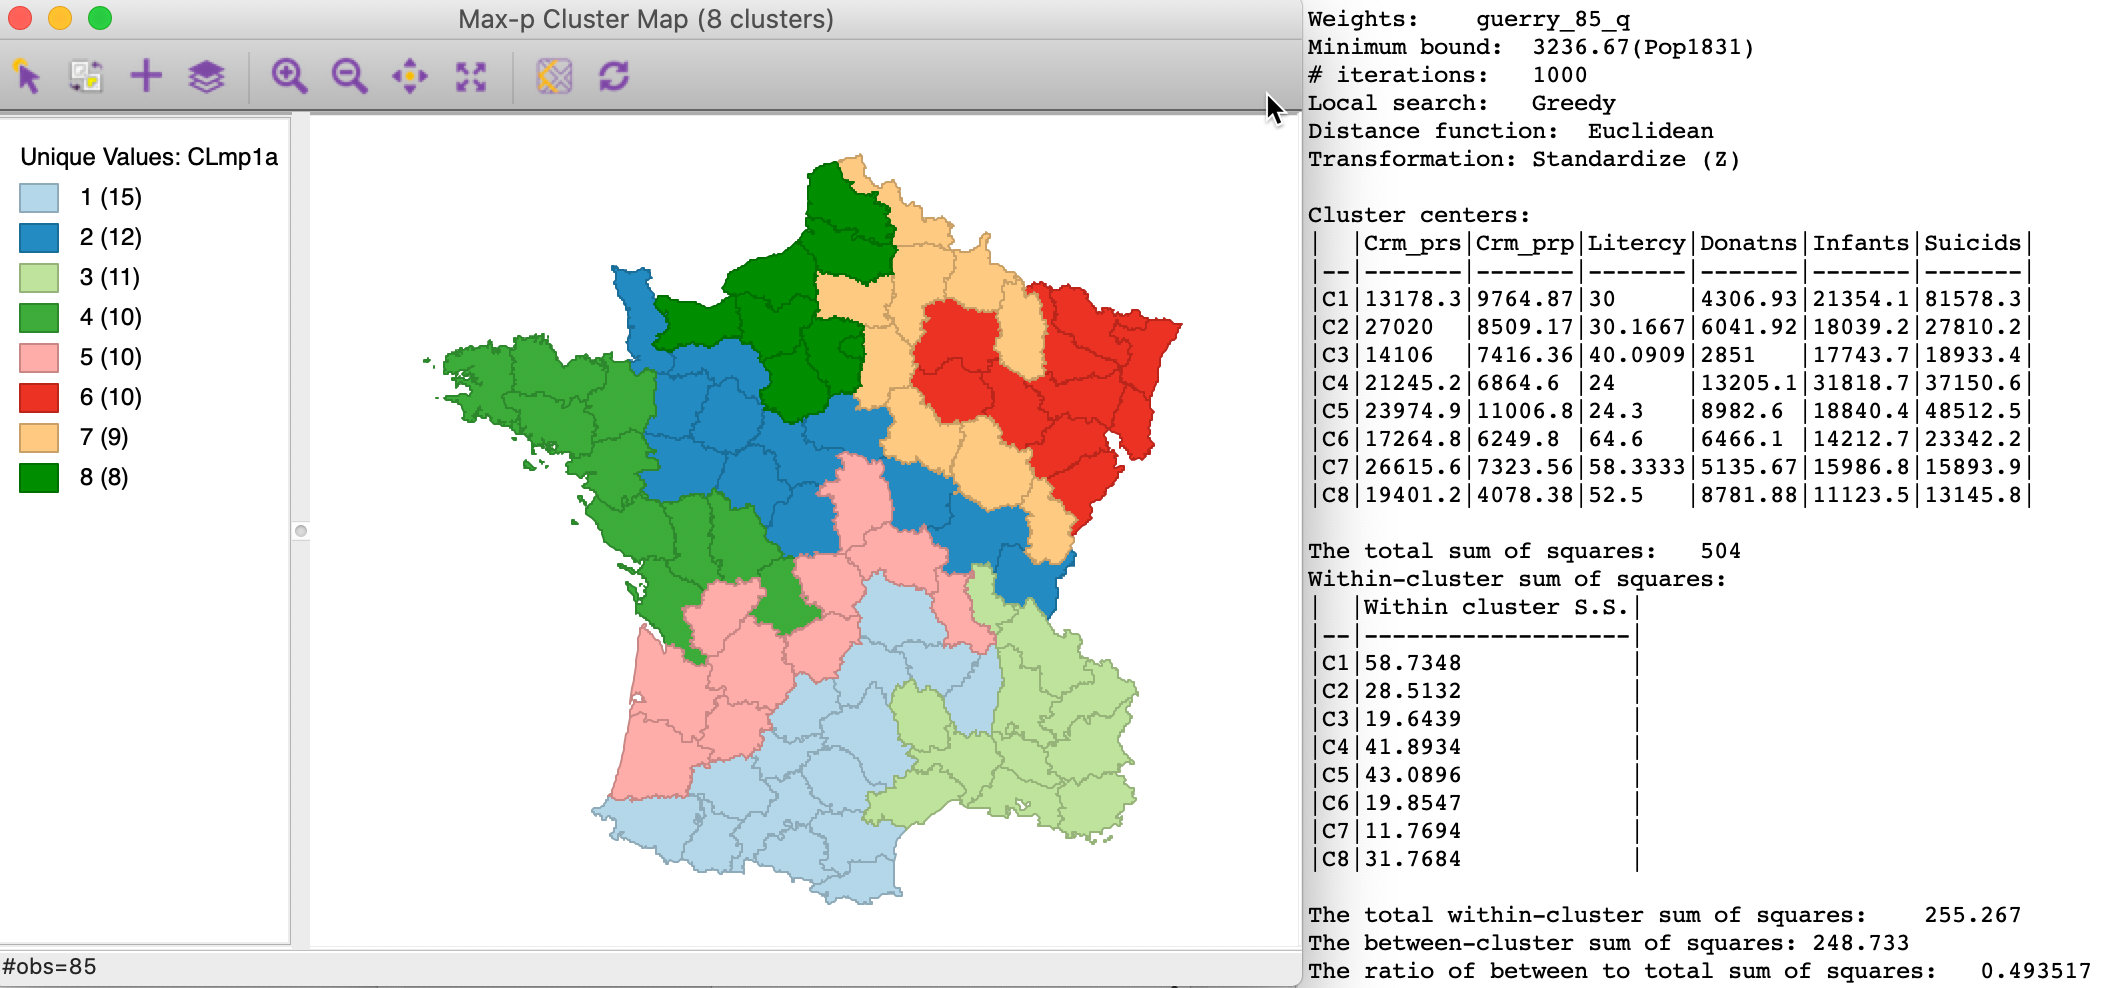 Max-p Cluster Map (8 clusters)
Unique Values: CLmp1a
1 (15)
2 (12)
3 (11)
4 (10)
5 (10)
6 (10)
7 (9)
8 (8)
#obs=85
Weights: guerry_85_q
Minimum bound: 3236.67(Pop1831)
# iterations: 1000
Local search: Greedy
Distance function: Euclidean
Transformation: Standardize (Z)
Cluster centers:
| |Crm_prs|Crm_prp|Litercy|Donatns|Infants|Suicids|
|--|-------|-------|-------|-------|-------|-------|
|C1|13178.3|9764.87|30 |4306.93|21354.1|81578.3|
|C2|27020 |8509.17|30.1667|6041.92|18039.2|27810.2|
|C3|14106 |7416.36|40.0909|2851 |17743.7|18933.4|
|C4|21245.2|6864.6 |24 |13205.1|31818.7|37150.6|
|C5|23974.9|11006.8|24.3 |8982.6 |18840.4|48512.5|
|C6|17264.8|6249.8 |64.6 |6466.1 |14212.7|23342.2|
|C7|26615.6|7323.56|58.3333|5135.67|15986.8|15893.9|
|C8|19401.2|4078.38|52.5 |8781.88|11123.5|13145.8|
The total sum of squares: 504
Within-cluster sum of squares:
| |Within cluster S.S.|
|--|-------------------|
|C1|58.7348 |
|C2|28.5132 |
|C3|19.6439 |
|C4|41.8934 |
|C5|43.0896 |
|C6|19.8547 |
|C7|11.7694 |
|C8|31.7684 |
The total within-cluster sum of squares: 255.267
The between-cluster sum of squares: 248.733
The ratio of between to total sum of squares: 0.493517